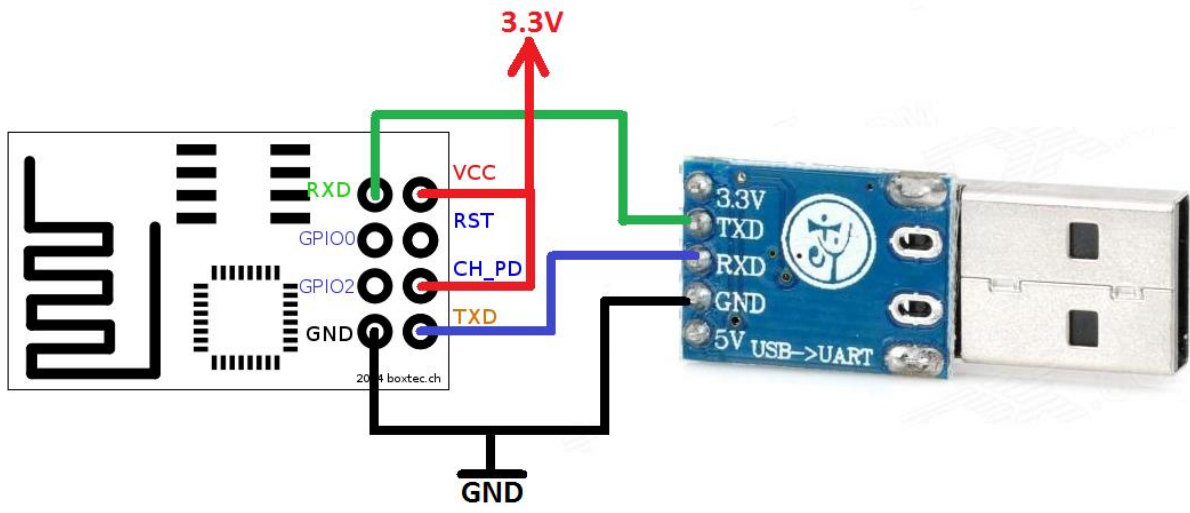 3.3V
RXD
VCC
GPIO0
RST
GPIO2
CH_PD
GND
TXD
boxtec.ch
GND
3.3V
TXD
RXD
GND
5V
USB->UART